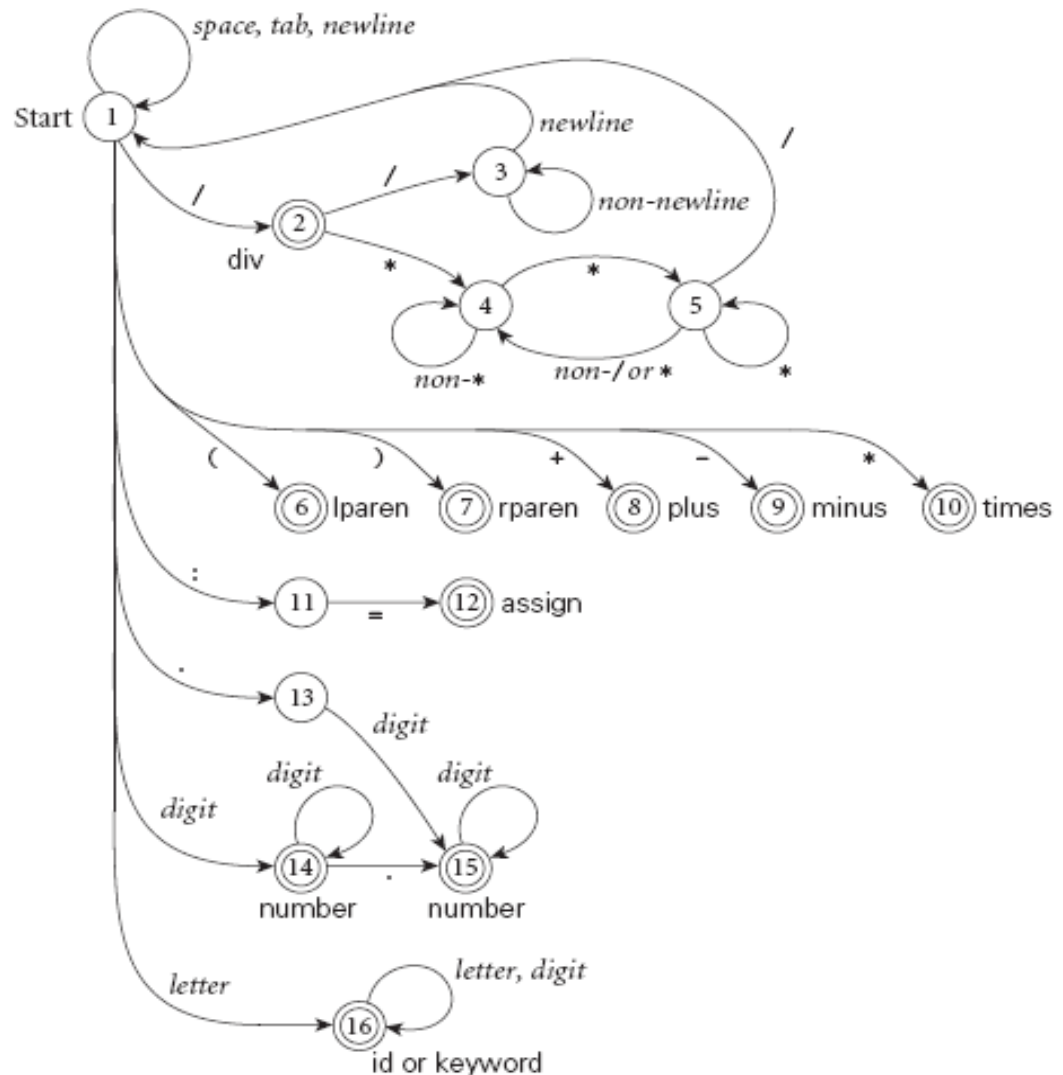 space, tab, newline
Start 1
newline
/
/ 3
/ non-newline
2
div *
*
4 5
non-* non-/ or * *
( ) + - *
6 lparen 7 rparen 8 plus 9 minus 10 times
:
11 = 12 assign
.
13
digit
digit digit
digit
14 . 15
number number
letter, digit
letter
16
id or keyword